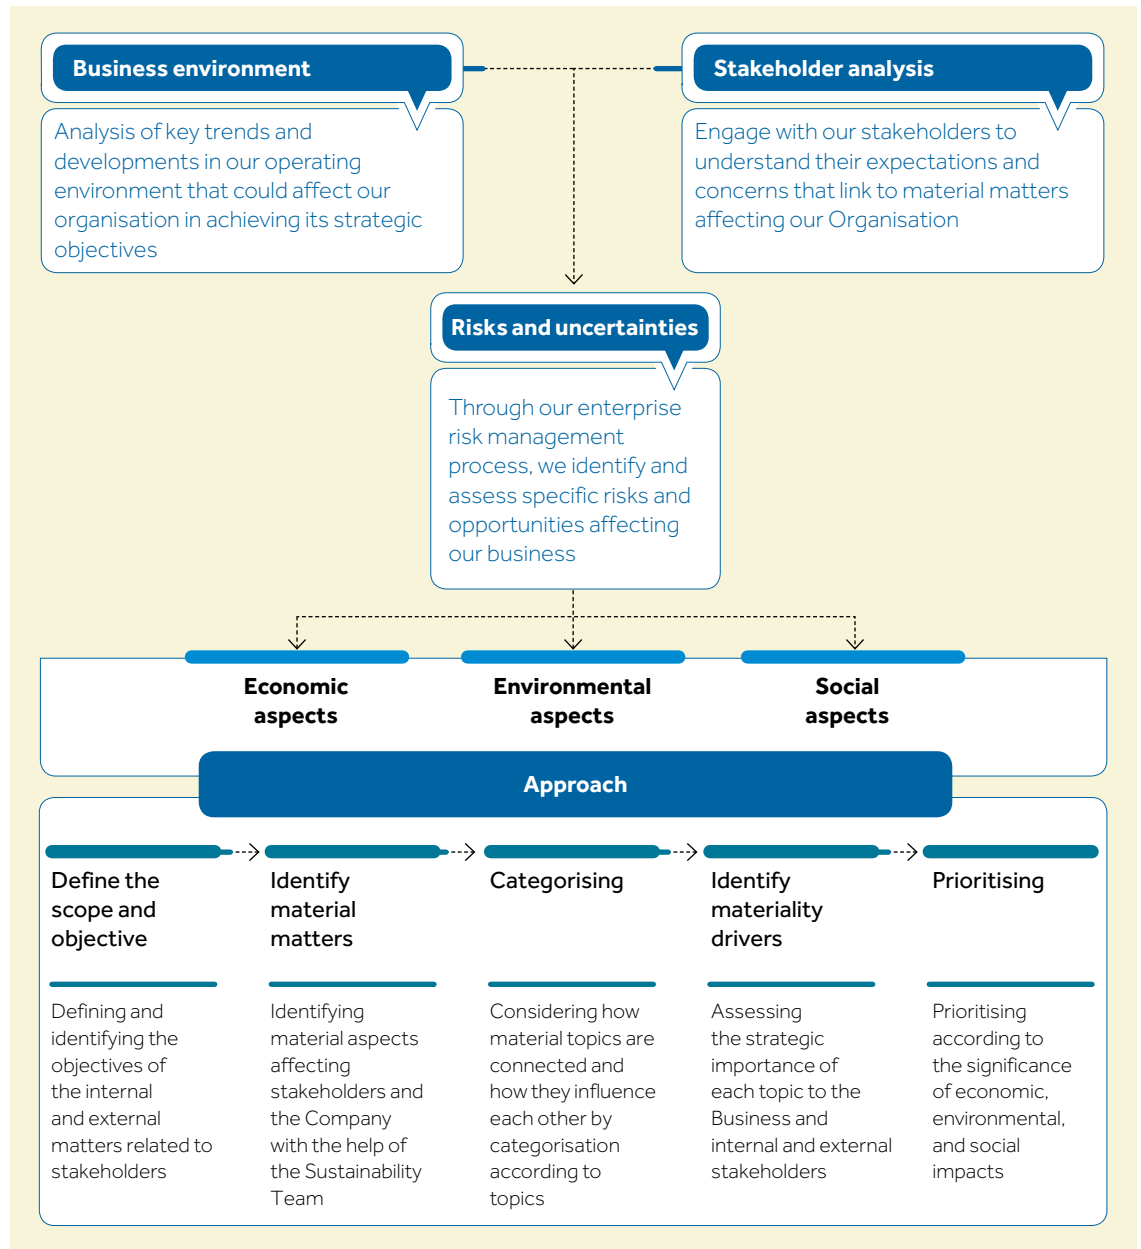 Business environment
Analysis of key trends and
developments in our operating
environment that could affect our
organisation in achieving its strategic
objectives
Stakeholder analysis
Engage with our stakeholders to
understand their expectations and
concerns that link to material matters
affecting our Organisation
Risks and uncertainties
Through our enterprise
risk management
process, we identify and
assess specific risks and
opportunities affecting
our business
Economic
aspects
Environmental
aspects
Social
aspects
Approach
Define the
scope and
objective
Defining and
identifying the
objectives of
the internal
and external
matters related to
stakeholders
Identify
material
matters
Identifying
material aspects
affecting
stakeholders and
the Company
with the help of
the Sustainability
Team
Categorising
Considering how
material topics are
connected and
how they influence
each other by
categorisation
according to
topics
Identify
materiality
drivers
Assessing
the strategic
importance of
each topic to the
Business and
internal and external
stakeholders
Prioritising
Prioritising
according to
the significance
of economic,
environmental,
and social
impacts